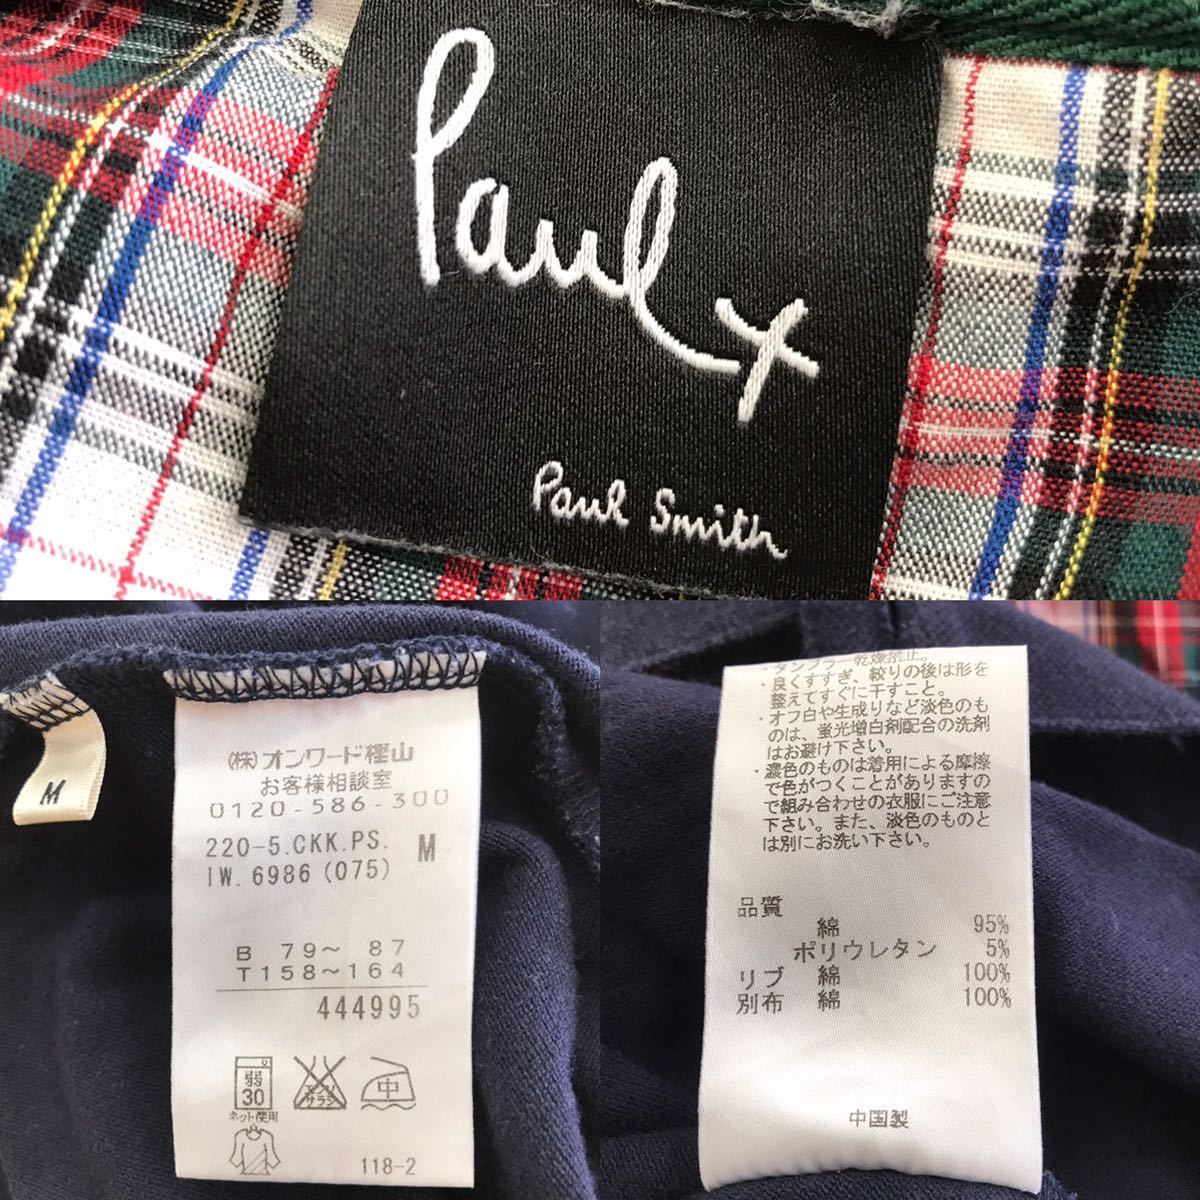 Paul x
Paul Smith
M
(株)オンワード樫山
お客様相談室
0120-586-300
220-5.CKK.PS. M
IW.6986 (075)
B 79~ 87
T158~164
444995
弱
30
ネット使用
エンソ
サラシ
中
118-2
・タンブラー乾燥禁止。
・良くすすぎ、絞りの後は形を
整えてすぐに干すこと。
・オフ白や生成りなど淡色のも
のは、蛍光増白剤配合の洗剤
はお避け下さい。
・濃色のものは着用による摩擦
で色がつくことがありますの
で組み合わせの衣服にご注意
下さい。また、淡色のものと
は別にお洗い下さい。
品質
綿 95%
ポリウレタン 5%
リブ 綿 100%
別布 綿 100%
中国製